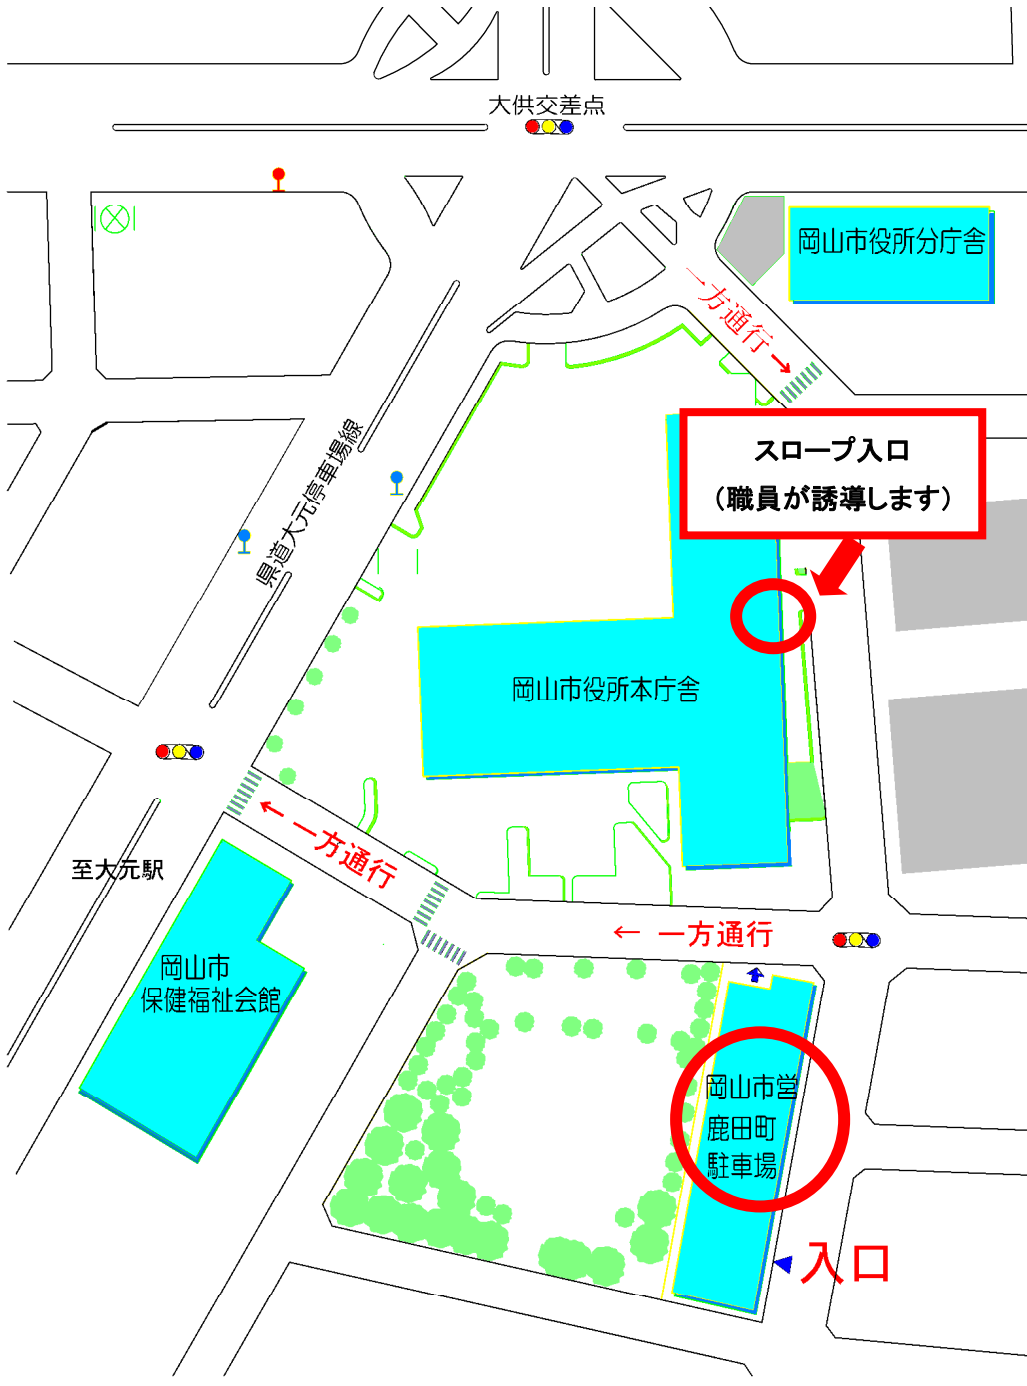 大供交差点
岡山市役所分庁舎
一方通行→
スロープ入口
（職員が誘導します）
県道大元停車場線
岡山市役所本庁舎
←一方通行
至大元駅
← 一方通行
岡山市
保健福祉会館
岡山市営
鹿田町
駐車場
入口